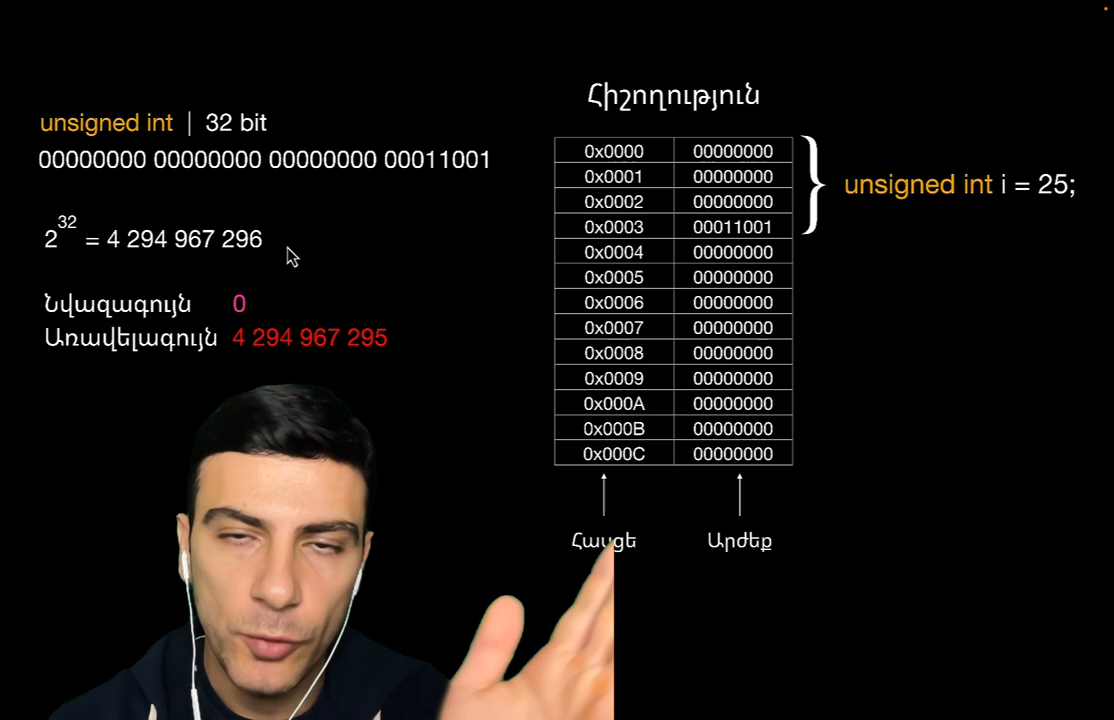 unsigned int | 32 bit
00000000 00000000 00000000 00011001
2^32 = 4 294 967 296
Նվազագույն 0
Առավելագույն 4 294 967 295
Հիշողություն
0x0000 00000000
0x0001 00000000
0x0002 00000000
0x0003 00011001
0x0004 00000000
0x0005 00000000
0x0006 00000000
0x0007 00000000
0x0008 00000000
0x0009 00000000
0x000A 00000000
0x000B 00000000
0x000C 00000000
Հասցե Արժեք
unsigned int i = 25;